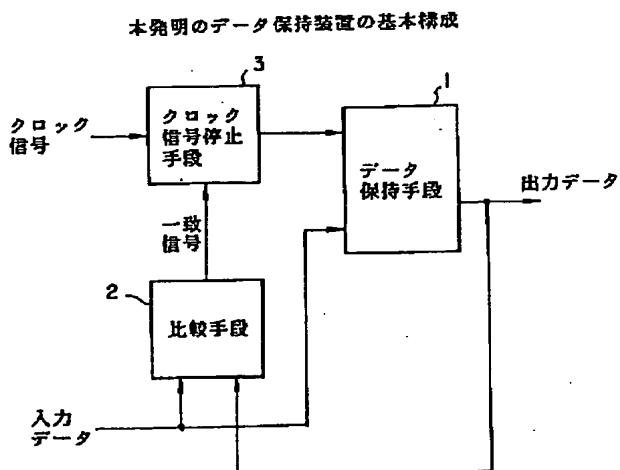 本発明のデータ保持装置の基本構成
3
クロック
信号停止
手段
1
クロック
信号
データ
保持手段
出力データ
一致
信号
2
比較手段
入力
データ